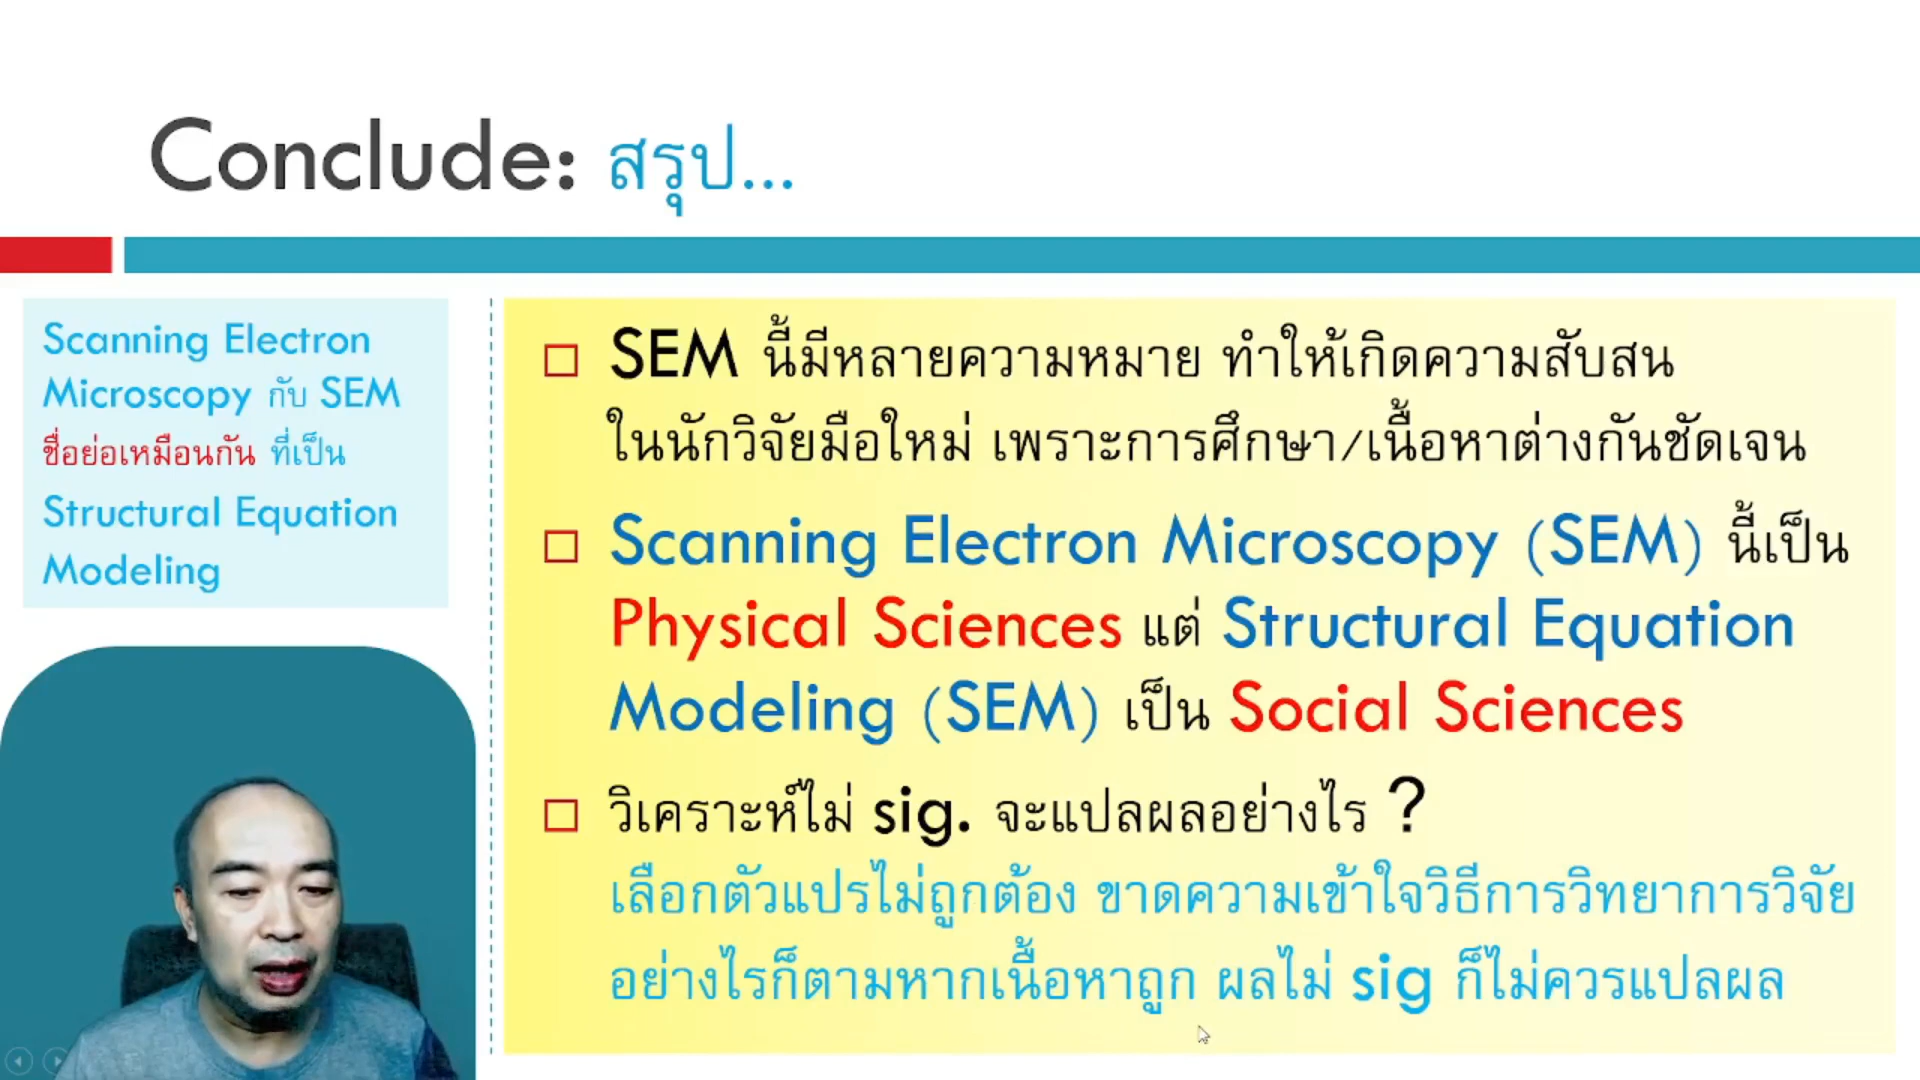 Conclude: สรุป...
Scanning Electron
Microscopy กับ SEM
ชื่อย่อเหมือนกัน ที่เป็น
Structural Equation
Modeling
SEM นี้มีหลายความหมาย ทำให้เกิดความสับสน
ในนักวิจัยมือใหม่ เพราะการศึกษา/เนื้อหาต่างกันชัดเจน
Scanning Electron Microscopy (SEM) นี้เป็น
Physical Sciences แต่ Structural Equation
Modeling (SEM) เป็น Social Sciences
วิเคราะห์ไม่ sig. จะแปลผลอย่างไร ?
เลือกตัวแปรไม่ถูกต้อง ขาดความเข้าใจวิธีการวิทยาการวิจัย
อย่างไรก็ตามหากเนื้อหาถูก ผลไม่ sig ก็ไม่ควรแปลผล